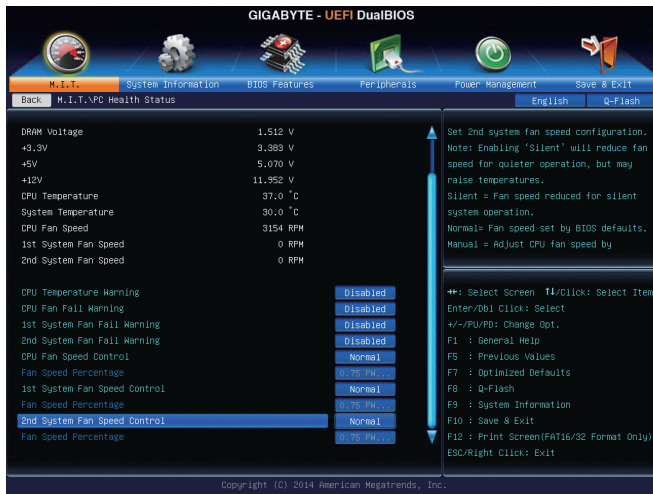 GIGABYTE - UEFI DualBIOS
M.I.T. System Information BIOS Features Peripherals Power Management Save & Exit
Back M.I.T.\PC Health Status English Q-Flash
DRAM Voltage 1.512 V
+3.3V 3.383 V
+5V 5.070 V
+12V 11.952 V
CPU Temperature 37.0 °C
System Temperature 30.0 °C
CPU Fan Speed 3154 RPM
1st System Fan Speed 0 RPM
2nd System Fan Speed 0 RPM
CPU Temperature Warning Disabled
CPU Fan Fail Warning Disabled
1st System Fan Fail Warning Disabled
2nd System Fan Fail Warning Disabled
CPU Fan Speed Control Normal
Fan Speed Percentage 0.75 PW...
1st System Fan Speed Control Normal
Fan Speed Percentage 0.75 PW...
2nd System Fan Speed Control Normal
Fan Speed Percentage 0.75 PW...
Set 2nd system fan speed configuration.
Note: Enabling ‘Silent’ will reduce fan
speed for quieter operation, but may
raise temperatures.
Silent = Fan speed reduced for silent
system operation.
Normal= Fan speed set by BIOS defaults.
Manual = Adjust CPU fan speed by
→←: Select Screen ↑↓/Click: Select Item
Enter/Dbl Click: Select
+/-/PU/PD: Change Opt.
F1 : General Help
F5 : Previous Values
F7 : Optimized Defaults
F8 : Q-Flash
F9 : System Information
F10 : Save & Exit
F12 : Print Screen(FAT16/32 Format Only)
ESC/Right Click: Exit
Copyright (C) 2014 American Megatrends, Inc.